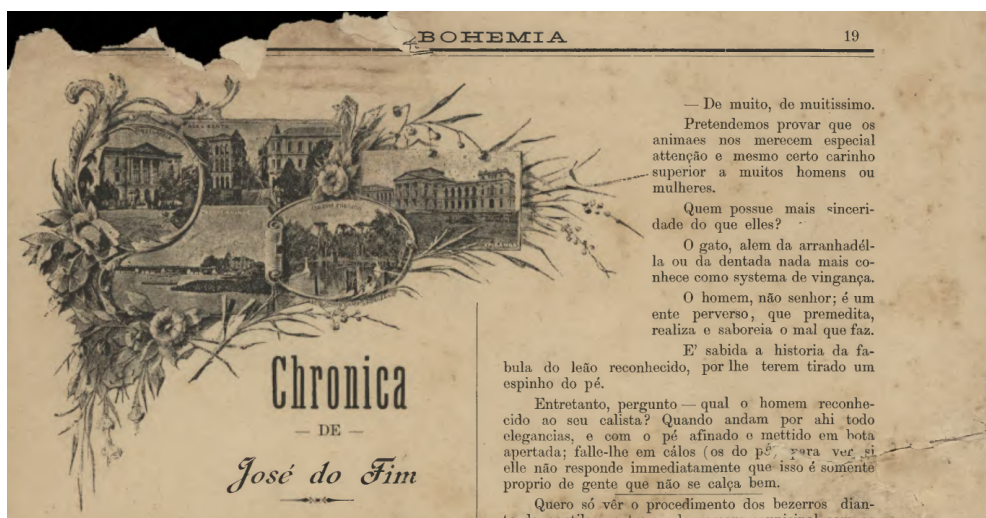 BOHEMIA 19
Chronica
— DE —
José do Fim
— De muito, de muitissimo.
Pretendemos provar que os
animaes nos merecem especial
attenção e mesmo certo carinho
superior a muitos homens ou
mulheres.
Quem possue mais sinceri-
dade do que elles?
O gato, alem da arranhadél-
la ou da dentada nada mais co-
nhece como systema de vingança.
O homem, não senhor; é um
ente perverso, que premedita,
realiza e saboreia o mal que faz.
E' sabida a historia da fa-
bula do leão reconhecido, por lhe terem tirado um
espinho do pé.
Entretanto, pergunto — qual o homem reconhe-
cido ao seu calista? Quando andam por ahi todo
elegancias, e com o pé afinado e mettido em bota
apertada; falle-lhe em cálos (os do pé, para ver si
elle não responde immediatamente que isso é somente
proprio de gente que não se calça bem.
Quero só vêr o procedimento dos bezerros dian-